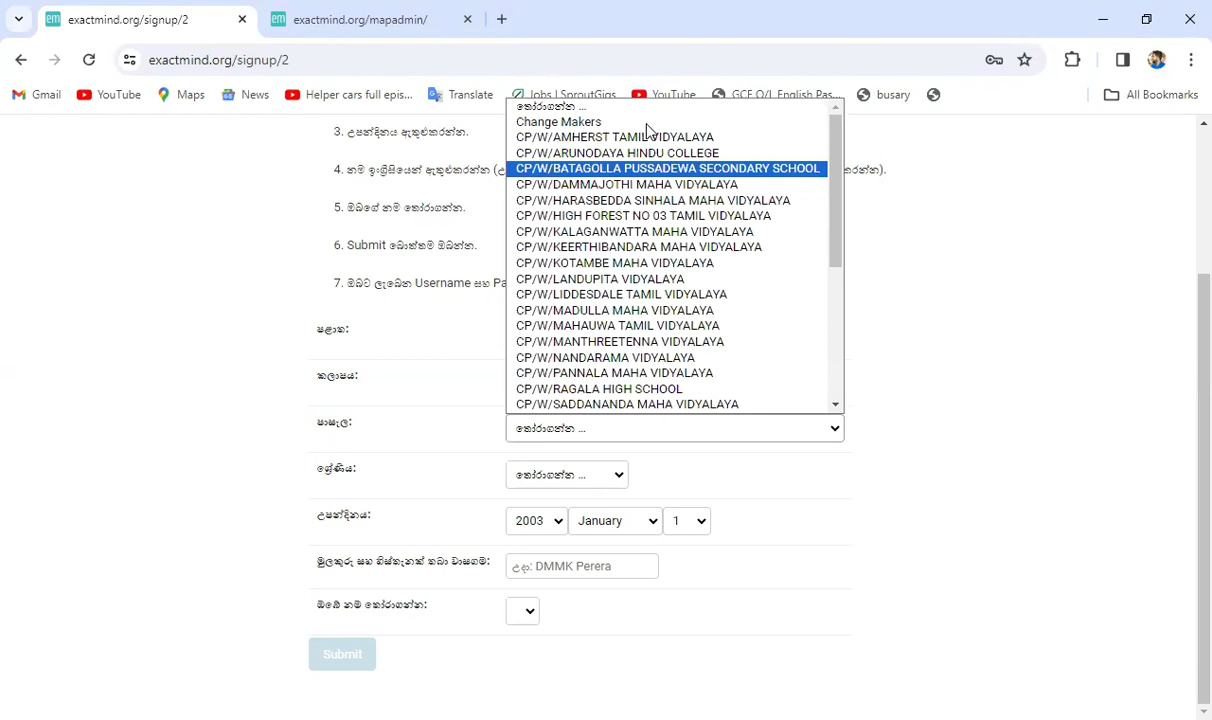 exactmind.org/signup/2
exactmind.org/mapadmin/
exactmind.org/signup/2
Gmail
YouTube
Maps
News
Helper cars full epis...
Translate
Jobs | SproutGigs
YouTube
GCE O/L English Pas...
busary
All Bookmarks
3. උපන්දිනය ඇතුළුකරන්න.
4. නම ඉංග්‍රීසියෙන් ඇතුළුකරන්න (උ
රන්න).
5. ඔබගේ නම තෝරාගන්න.
6. Submit බොත්තම ඔබන්න.
7. ඔබට ලැබෙන Username සහ Pa
තෝරාගන්න ...
Change Makers
CP/W/AMHERST TAMIL VIDYALAYA
CP/W/ARUNODAYA HINDU COLLEGE
CP/W/BATAGOLLA PUSSADEWA SECONDARY SCHOOL
CP/W/DAMMAJOTHI MAHA VIDYALAYA
CP/W/HARASBEDDA SINHALA MAHA VIDYALAYA
CP/W/HIGH FOREST NO 03 TAMIL VIDYALAYA
CP/W/KALAGANWATTA MAHA VIDYALAYA
CP/W/KEERTHIBANDARA MAHA VIDYALAYA
CP/W/KOTAMBE MAHA VIDYALAYA
CP/W/LANDUPITA VIDYALAYA
CP/W/LIDDESDALE TAMIL VIDYALAYA
CP/W/MADULLA MAHA VIDYALAYA
CP/W/MAHAUWA TAMIL VIDYALAYA
CP/W/MANTHREETENNA VIDYALAYA
CP/W/NANDARAMA VIDYALAYA
CP/W/PANNALA MAHA VIDYALAYA
CP/W/RAGALA HIGH SCHOOL
CP/W/SADDANANDA MAHA VIDYALAYA
පළාත:
කලාපය:
පාසැල:
තෝරාගන්න ...
ශ්‍රේණිය:
තෝරාගන්න ...
උපන්දිනය:
2003
January
1
මුලකුරු සහ හිස්තැනක් තබා වාසගම:
උදා: DMMK Perera
ඔබේ නම තෝරාගන්න:
Submit